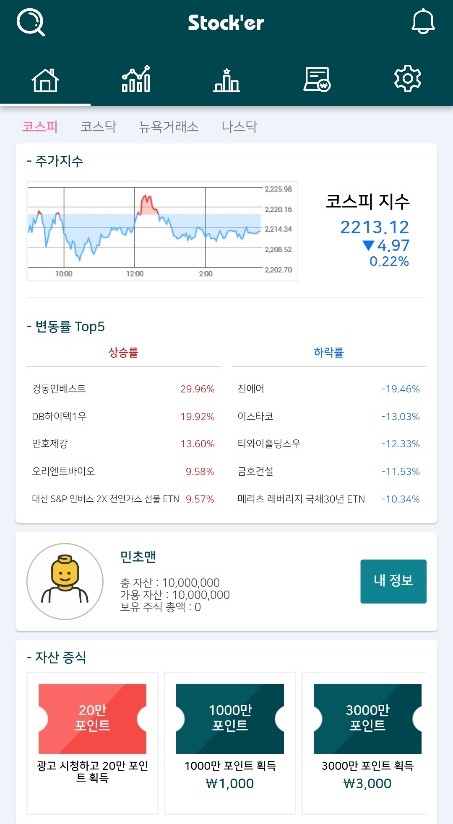 Stock'er
코스피 코스닥 뉴욕거래소 나스닥
- 주가지수
2,225.98
2,220.16
2,214.34
2,208.52
2,202.70
10:00 12:00 2:00
코스피 지수
2213.12
▼4.97
0.22%
- 변동률 Top5
상승률 하락률
경동인베스트 29.96% 진에어 -19.46%
DB하이텍1우 19.92% 이스타코 -13.03%
만호제강 13.60% 티와이홀딩스우 -12.33%
오리엔트바이오 9.58% 금호건설 -11.53%
대신 S&P 인버스 2X 천연가스 선물 ETN 9.57% 메리츠 레버리지 국채30년 ETN -10.34%
민초맨
총 자산 : 10,000,000
가용 자산 : 10,000,000
보유 주식 총액 : 0
내 정보
- 자산 증식
20만
포인트
광고 시청하고 20만 포인
트 획득
1000만
포인트
1000만 포인트 획득
₩1,000
3000만
포인트
3000만 포인트 획득
₩3,000